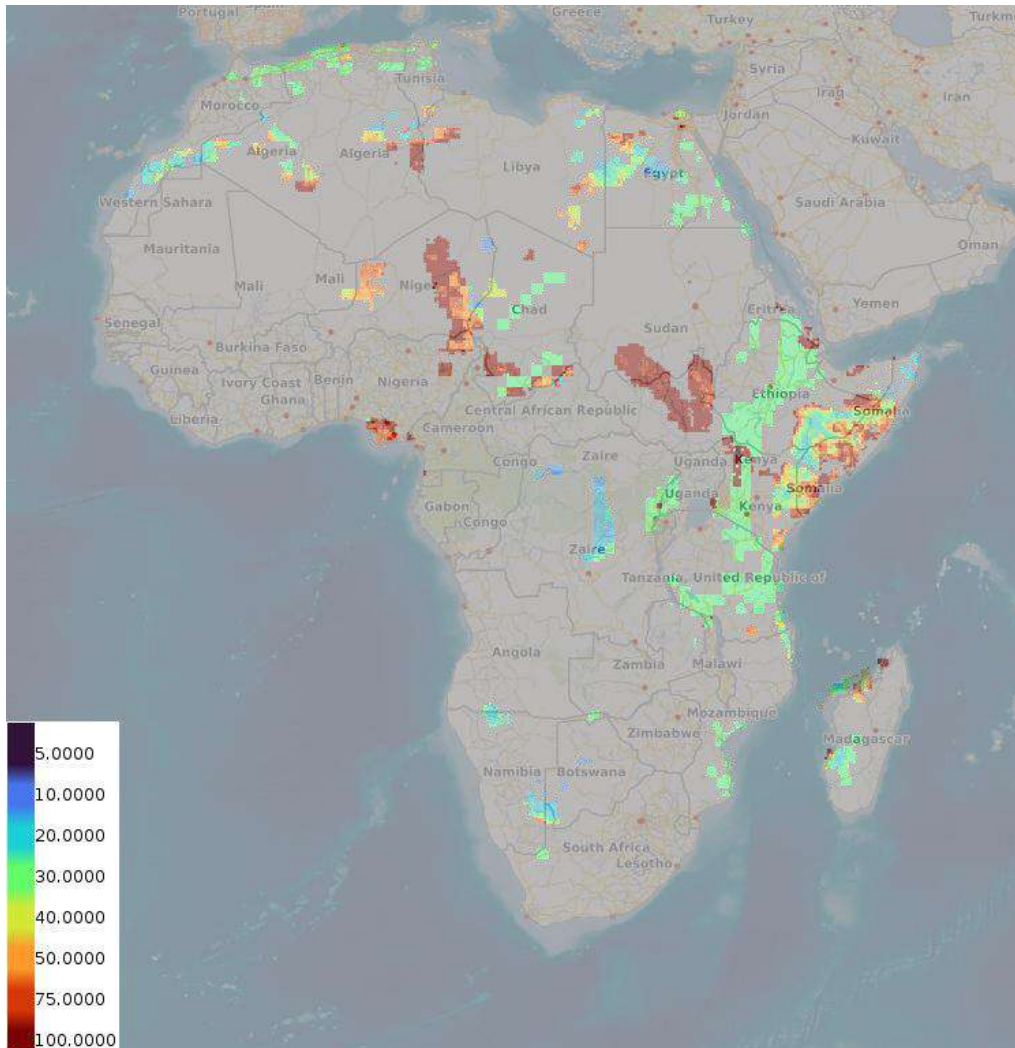 Portugal
Spain
Greece
Turkey
Turkm
Tunisia
Syria
Iraq
Iran
Morocco
Jordan
Kuwait
Algeria
Algeria
Libya
Egypt
Western Sahara
Saudi Arabia
Mauritania
Oman
Mali
Mali
Niger
Chad
Sudan
Eritrea
Yemen
Senegal
Burkina Faso
Guinea
Ivory Coast
Benin
Nigeria
Ghana
Ethiopia
Liberia
Central African Republic
Somalia
Cameroon
Congo
Zaire
Uganda
Kenya
Uganda
Somalia
Gabon
Kenya
Congo
Zaire
Tanzania, United Republic of
Angola
Zambia
Malawi
Mozambique
Zimbabwe
Madagascar
Namibia
Botswana
South Africa
Lesotho
5.0000
10.0000
20.0000
30.0000
40.0000
50.0000
75.0000
100.0000